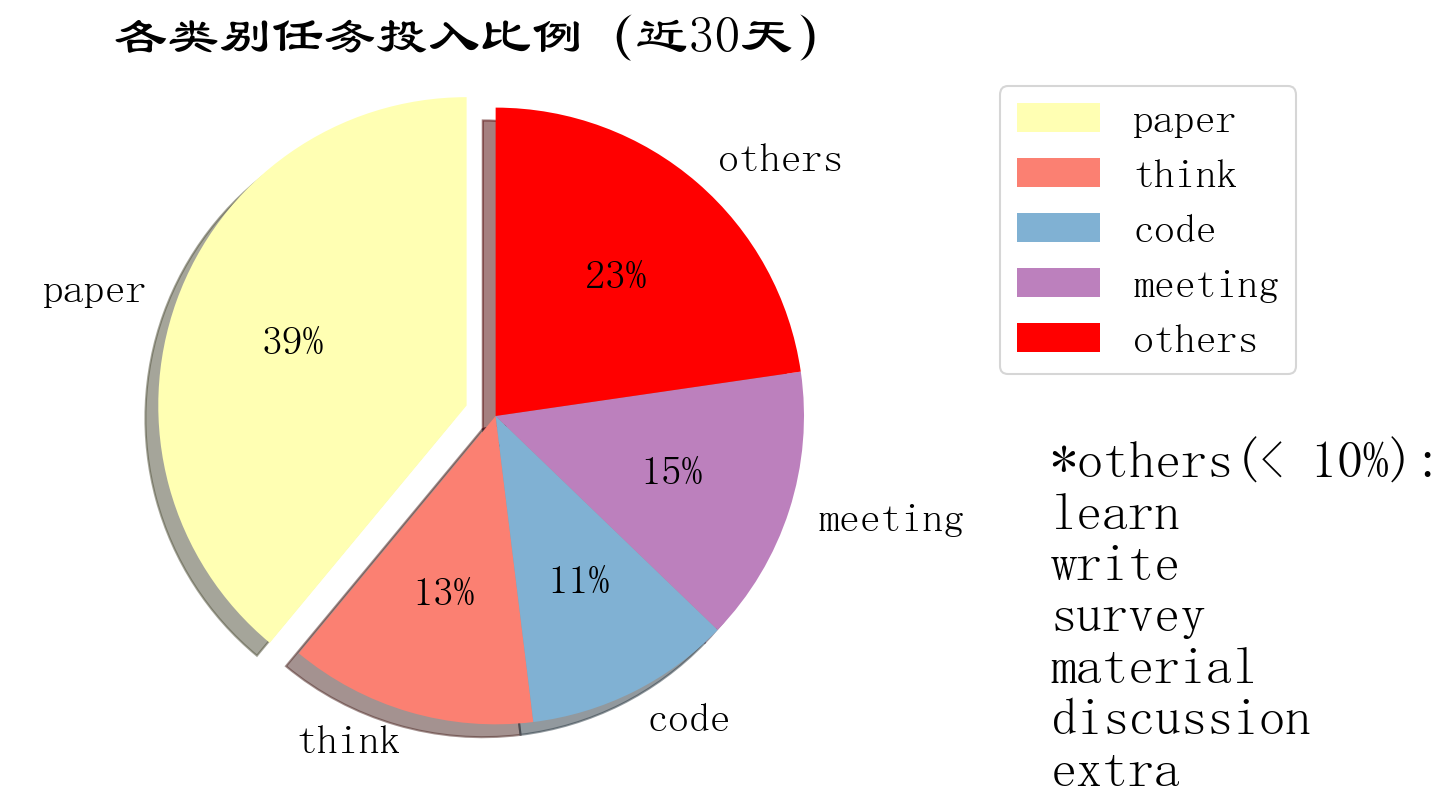 各类别任务投入比例 (近30天)
others
paper
23%
39%
15%
meeting
13%
11%
code
think
paper
think
code
meeting
others
*others(< 10%):
learn
write
survey
material
discussion
extra